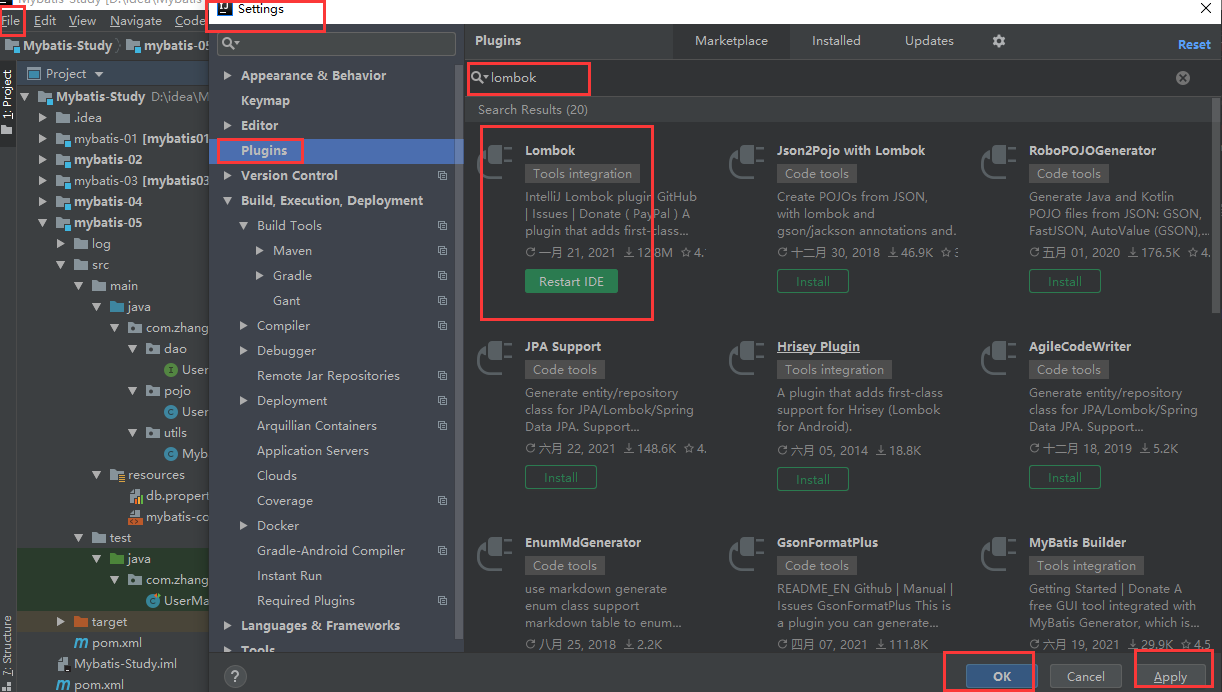 Settings
File Edit View Navigate Code
Mybatis-Study mybatis-05
1: Project
7: Structure
Project
Mybatis-Study D:\idea\M
.idea
mybatis-01 [mybatis01
mybatis-02
mybatis-03 [mybatis03
mybatis-04
mybatis-05
log
src
main
java
com.zhang
dao
User
pojo
User
utils
Myb
resources
db.propert
mybatis-co
test
java
com.zhang
UserMa
target
pom.xml
Mybatis-Study.iml
pom.xml
Appearance & Behavior
Keymap
Editor
Plugins
Version Control
Build, Execution, Deployment
Build Tools
Maven
Gradle
Gant
Compiler
Debugger
Remote Jar Repositories
Deployment
Arquillian Containers
Application Servers
Clouds
Coverage
Docker
Gradle-Android Compiler
Instant Run
Required Plugins
Languages & Frameworks
Tools
Plugins Marketplace Installed Updates Reset
lombok
Search Results (20)
Lombok
Tools integration
IntelliJ Lombok plugin GitHub
| Issues | Donate ( PayPal ) A
plugin that adds first-class...
一月 21, 2021 12.8M 4.
Restart IDE
Json2Pojo with Lombok
Code tools
Create POJOs from JSON,
with lombok and
gson/jackson annotations and.
十二月 30, 2018 46.9K 3
Install
RoboPOJOGenerator
Code tools
Generate Java and Kotlin
POJO files from JSON: GSON,
FastJSON, AutoValue (GSON),...
五月 01, 2020 176.5K 4.
Install
JPA Support
Code tools
Generate entity/repository
class for JPA/Lombok/Spring
Data JPA. Support...
六月 22, 2021 148.6K 4.
Install
Hrisey Plugin
Tools integration
A plugin that adds first-class
support for Hrisey (Lombok
for Android).
六月 05, 2014 18.8K
Install
AgileCodeWriter
Code tools
Generate entity/repository
class for JPA/Lombok/Spring
Data JPA. Support...
十二月 18, 2019 5.2K
Install
EnumMdGenerator
Code tools
use markdown generate
enum class support
markdown table to enum...
八月 25, 2018 2.2K
GsonFormatPlus
Code tools
README_EN Github | Manual |
Issues GsonFormatPlus This is
a plugin you can generate...
四月 07, 2021 111.8K
MyBatis Builder
Tools integration
Getting Started | Donate A
free GUI tool integrated with
MyBatis Generator, which is...
六月 19, 2021 29.9K 4.5
?
OK Cancel Apply